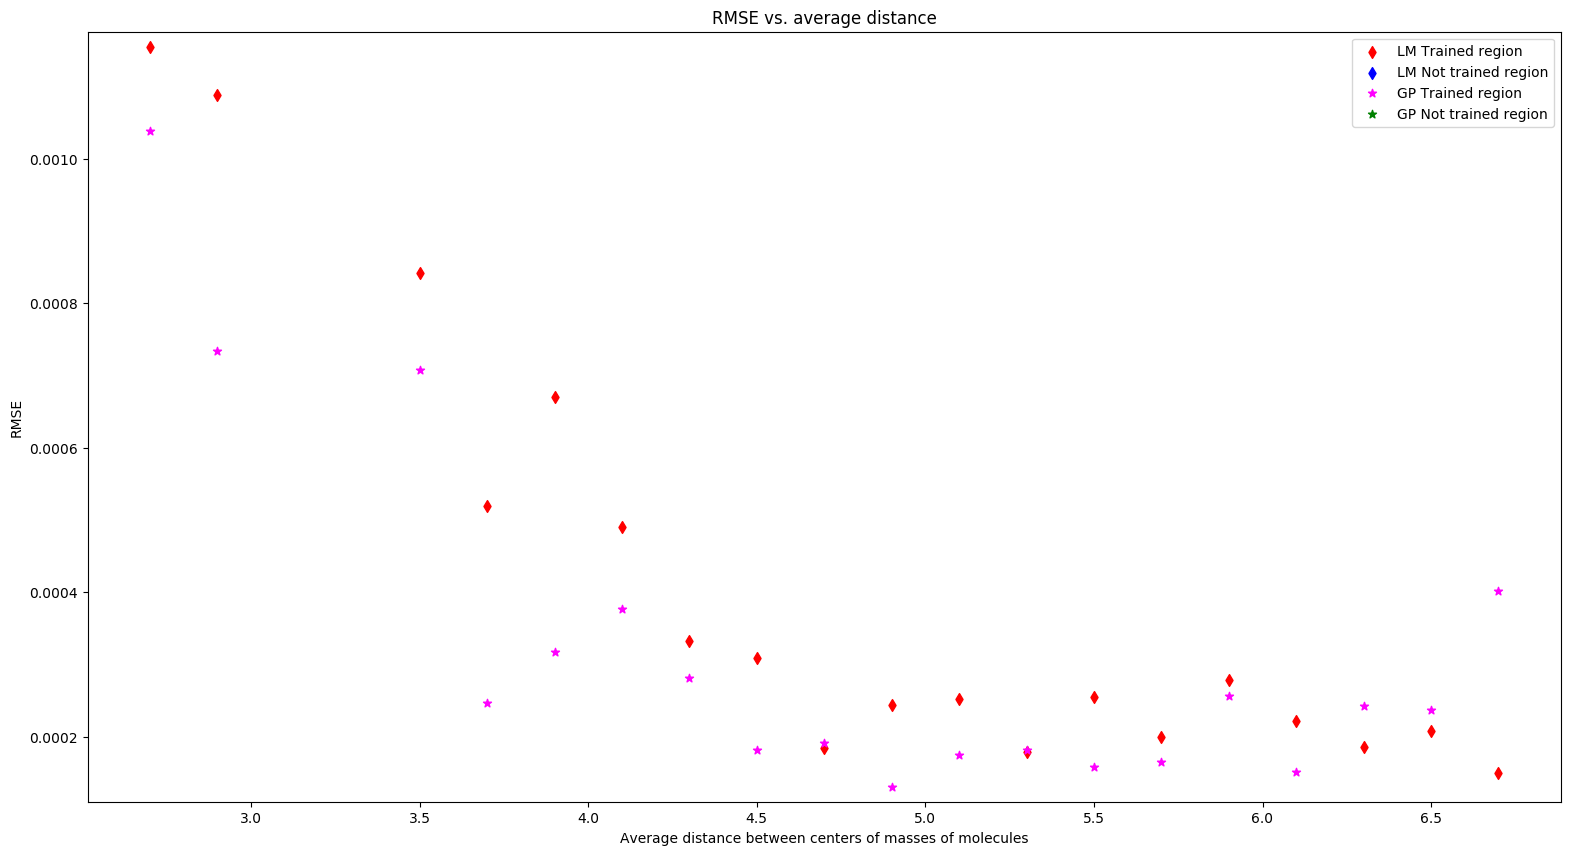 RMSE vs. average distance
LM Trained region
LM Not trained region
GP Trained region
GP Not trained region
0.0010
0.0008
0.0006
0.0004
0.0002
RMSE
3.0 3.5 4.0 4.5 5.0 5.5 6.0 6.5
Average distance between centers of masses of molecules